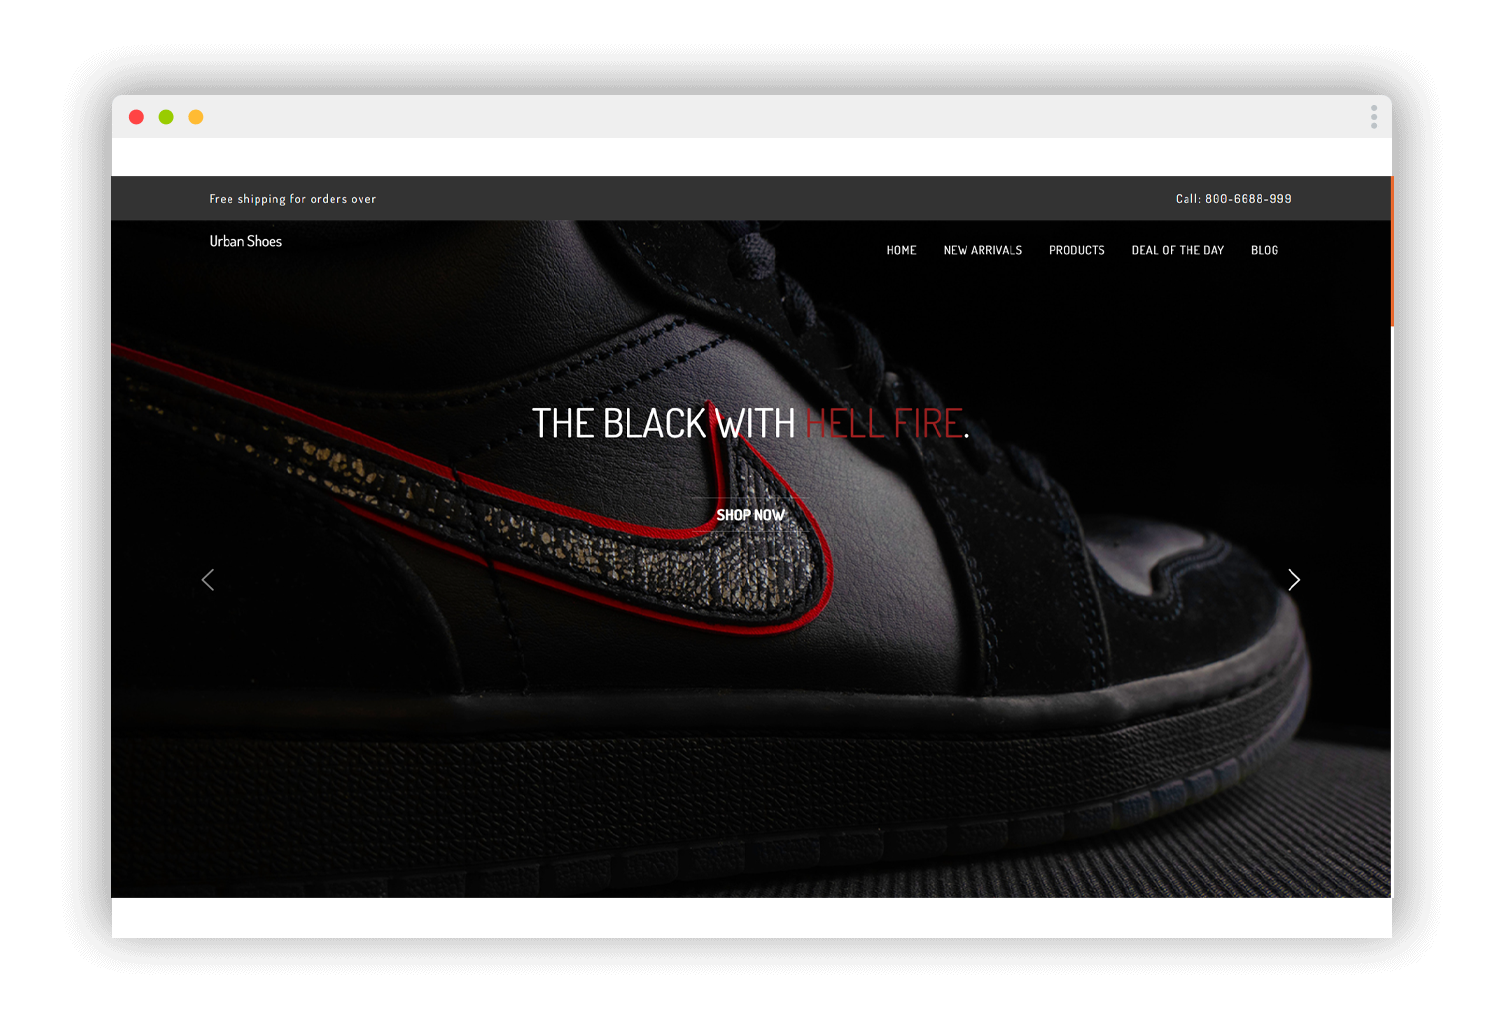 Free shipping for orders over
Call: 800-6688-999
Urban Shoes
HOME
NEW ARRIVALS
PRODUCTS
DEAL OF THE DAY
BLOG
THE BLACK WITH HELL FIRE.
SHOP NOW